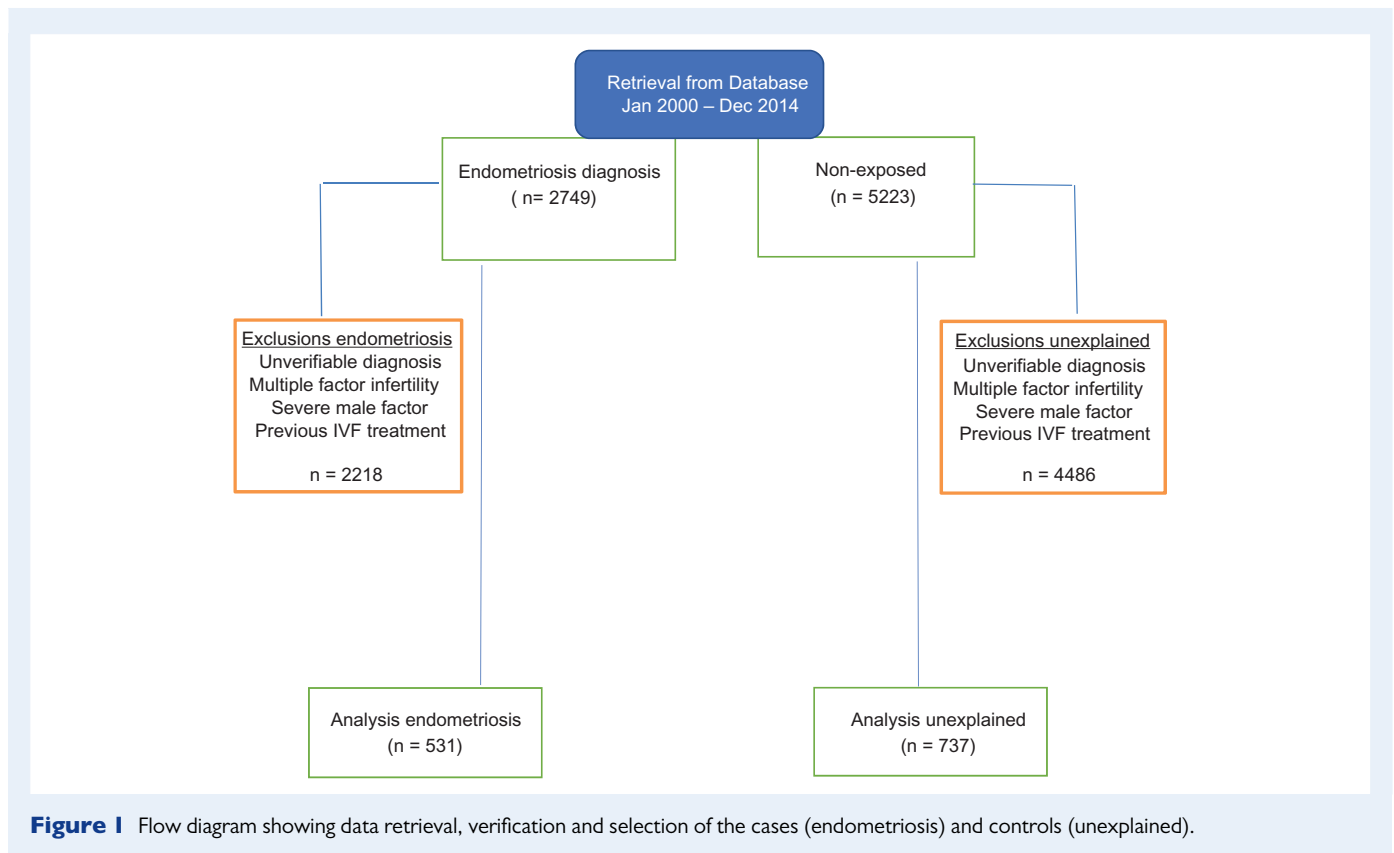 Retrieval from Database
Jan 2000 – Dec 2014
Endometriosis diagnosis
( n= 2749)
Non-exposed
(n = 5223)
Exclusions endometriosis
Unverifiable diagnosis
Multiple factor infertility
Severe male factor
Previous IVF treatment
n = 2218
Exclusions unexplained
Unverifiable diagnosis
Multiple factor infertility
Severe male factor
Previous IVF treatment
n = 4486
Analysis endometriosis
(n = 531)
Analysis unexplained
(n = 737)
Figure 1 Flow diagram showing data retrieval, verification and selection of the cases (endometriosis) and controls (unexplained).